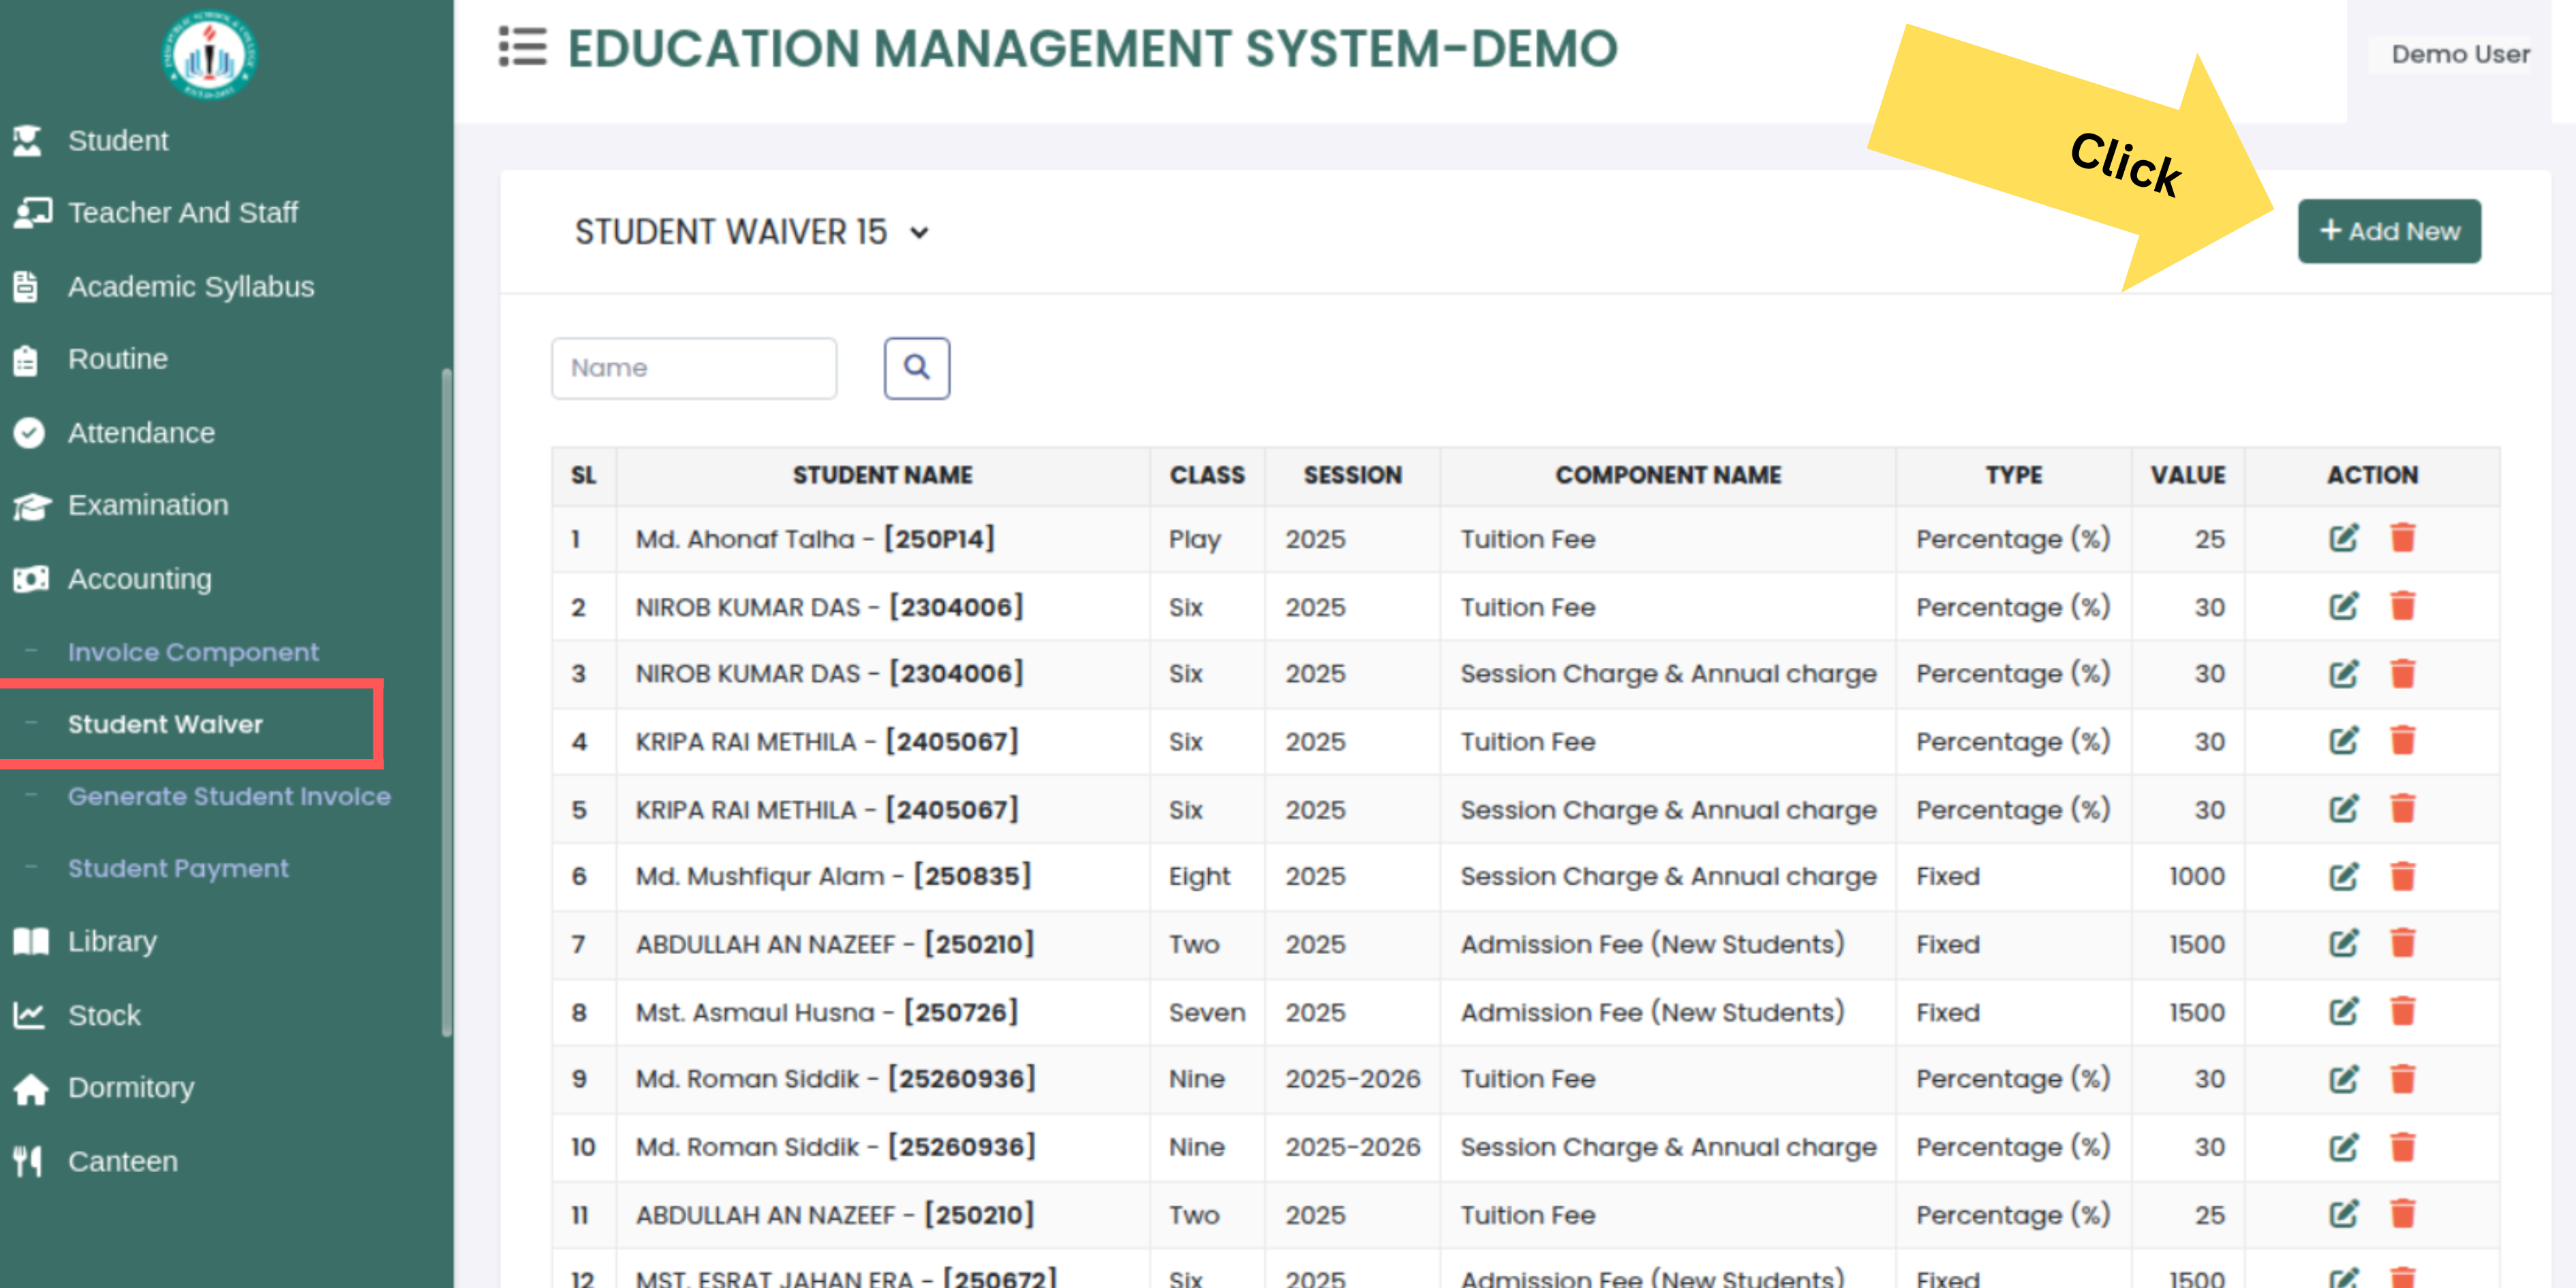 EDUCATION MANAGEMENT SYSTEM-DEMO
Demo User
Click
Student
Teacher And Staff
Academic Syllabus
Routine
Attendance
Examination
Accounting
- Invoice Component
- Student Waiver
- Generate Student Invoice
- Student Payment
Library
Stock
Dormitory
Canteen
STUDENT WAIVER 15
+ Add New
Name
SL STUDENT NAME CLASS SESSION COMPONENT NAME TYPE VALUE ACTION
1 Md. Ahonaf Talha - [250P14] Play 2025 Tuition Fee Percentage (%) 25
2 NIROB KUMAR DAS - [2304006] Six 2025 Tuition Fee Percentage (%) 30
3 NIROB KUMAR DAS - [2304006] Six 2025 Session Charge & Annual charge Percentage (%) 30
4 KRIPA RAI METHILA - [2405067] Six 2025 Tuition Fee Percentage (%) 30
5 KRIPA RAI METHILA - [2405067] Six 2025 Session Charge & Annual charge Percentage (%) 30
6 Md. Mushfiqur Alam - [250835] Eight 2025 Session Charge & Annual charge Fixed 1000
7 ABDULLAH AN NAZEEF - [250210] Two 2025 Admission Fee (New Students) Fixed 1500
8 Mst. Asmaul Husna - [250726] Seven 2025 Admission Fee (New Students) Fixed 1500
9 Md. Roman Siddik - [25260936] Nine 2025-2026 Tuition Fee Percentage (%) 30
10 Md. Roman Siddik - [25260936] Nine 2025-2026 Session Charge & Annual charge Percentage (%) 30
11 ABDULLAH AN NAZEEF - [250210] Two 2025 Tuition Fee Percentage (%) 25
12 MST. ESRAT JAHAN ERA - [250672] Six 2025 Admission Fee (New Students) Fixed 1500